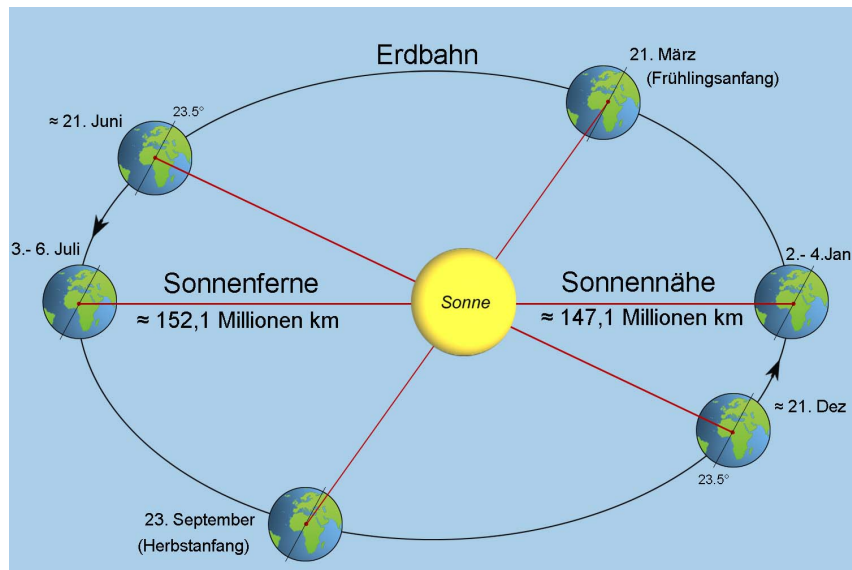 Erdbahn
21. März
(Frühlingsanfang)
≈ 21. Juni
23.5°
3.- 6. Juli
Sonnenferne
≈ 152,1 Millionen km
Sonne
Sonnennähe
≈ 147,1 Millionen km
2.- 4.Jan
≈ 21. Dez
23.5°
23. September
(Herbstanfang)